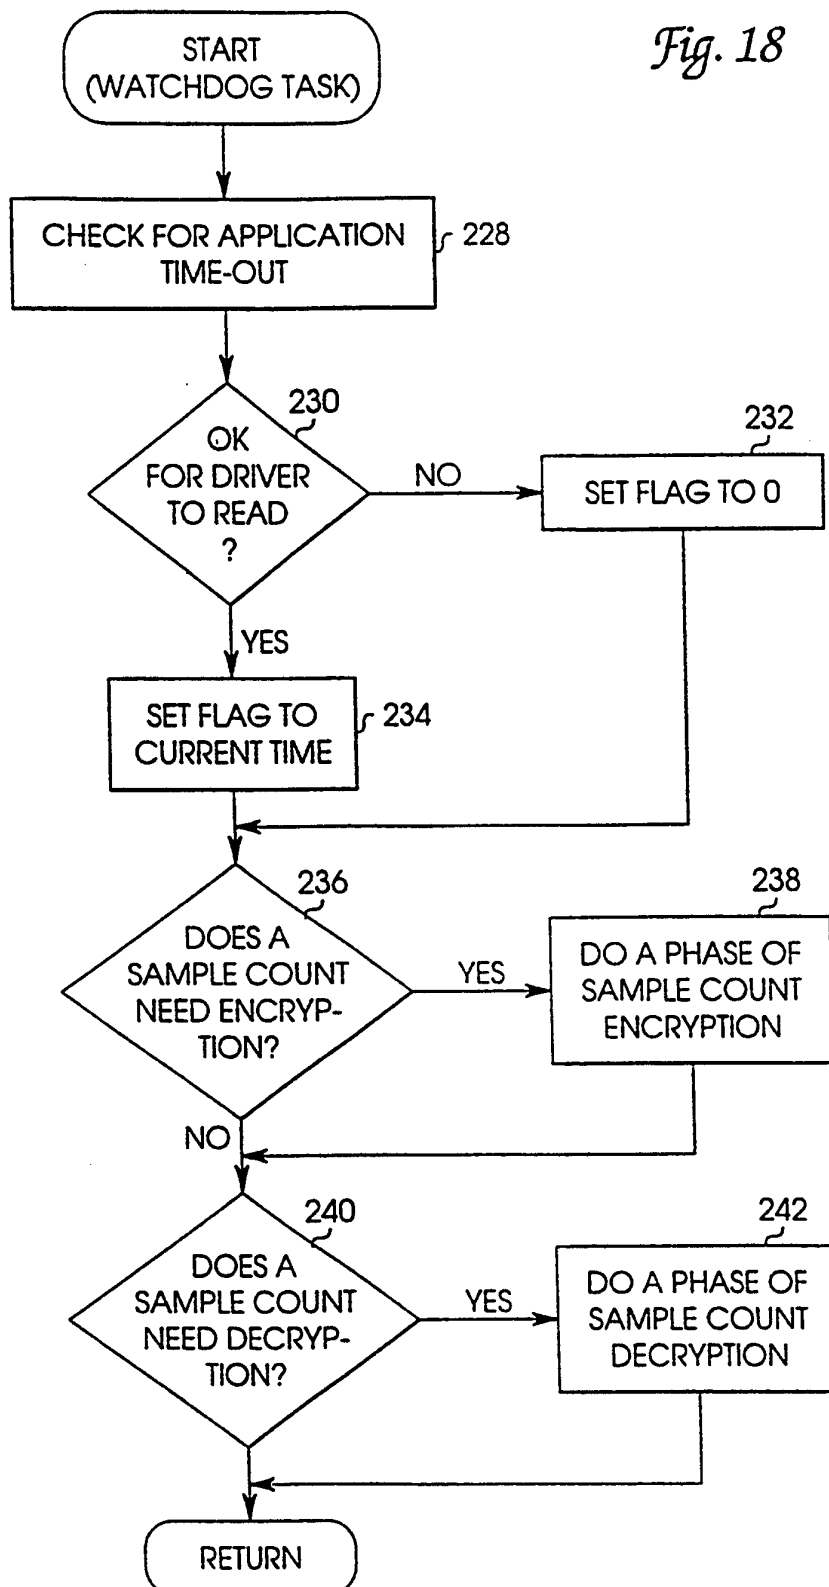 Fig. 18
START
(WATCHDOG TASK)
CHECK FOR APPLICATION
TIME-OUT
228
230
OK
FOR DRIVER
TO READ
?
NO
232
SET FLAG TO 0
YES
SET FLAG TO
CURRENT TIME
234
236
DOES A
SAMPLE COUNT
NEED ENCRYP-
TION?
YES
238
DO A PHASE OF
SAMPLE COUNT
ENCRYPTION
NO
240
DOES A
SAMPLE COUNT
NEED DECRYP-
TION?
YES
242
DO A PHASE OF
SAMPLE COUNT
DECRYPTION
RETURN